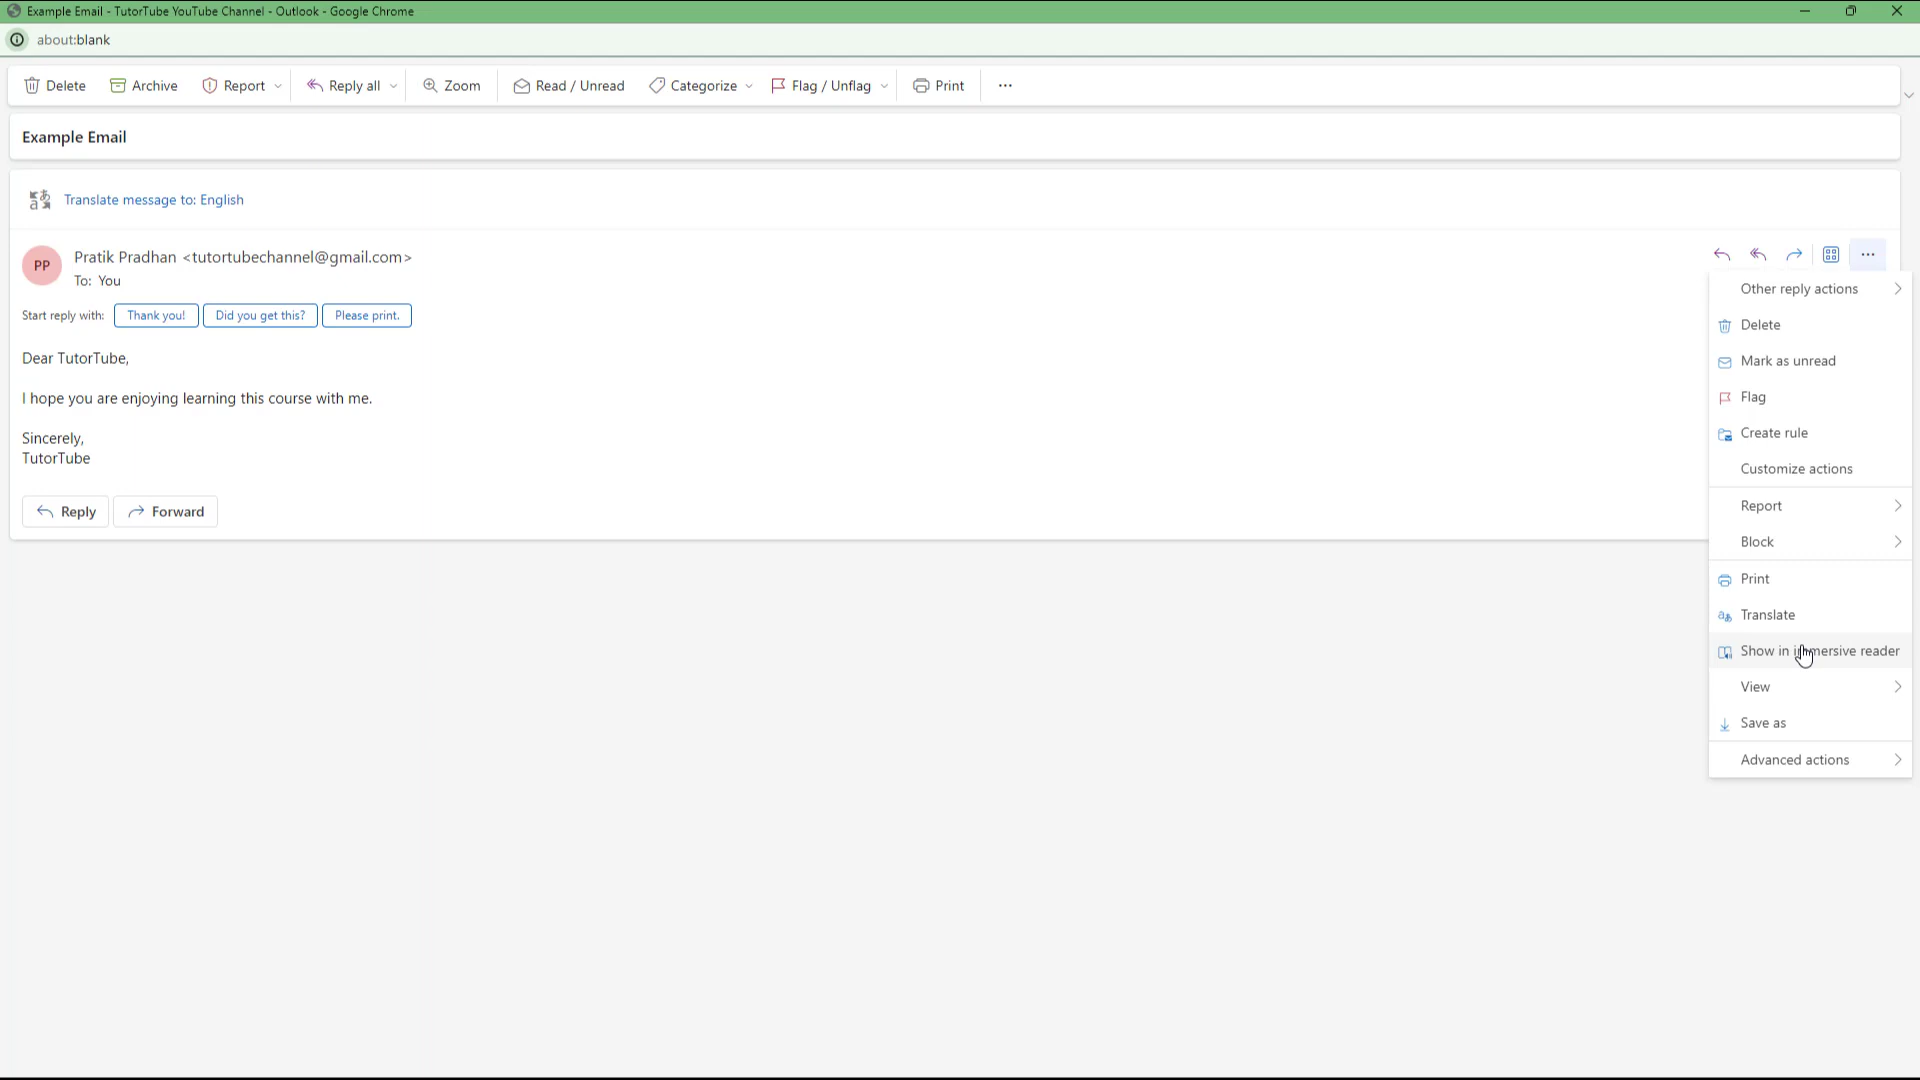 Example Email - TutorTube YouTube Channel - Outlook - Google Chrome
about:blank
Delete Archive Report Reply all Zoom Read / Unread Categorize Flag / Unflag Print ...
Example Email
Translate message to: English
PP
Pratik Pradhan <tutortubechannel@gmail.com>
To: You
Start reply with: Thank you! Did you get this? Please print.
Dear TutorTube,
I hope you are enjoying learning this course with me.
Sincerely,
TutorTube
Reply Forward
Other reply actions
Delete
Mark as unread
Flag
Create rule
Customize actions
Report
Block
Print
Translate
Show in immersive reader
View
Save as
Advanced actions